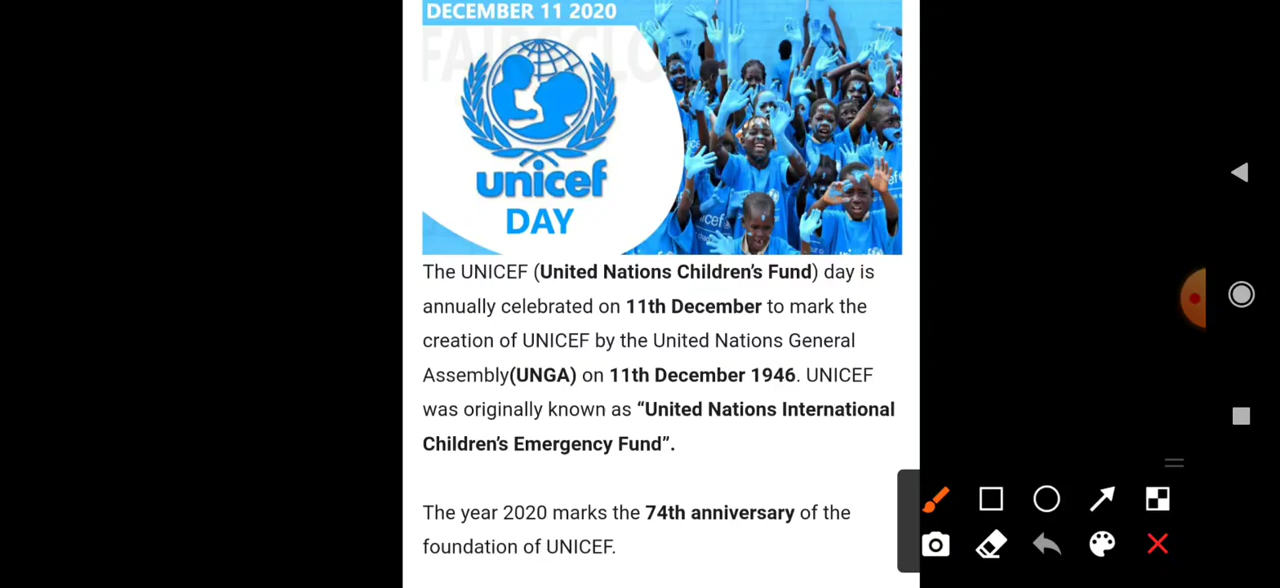 DECEMBER 11 2020
unicef
DAY
The UNICEF (United Nations Children's Fund) day is
annually celebrated on 11th December to mark the
creation of UNICEF by the United Nations General
Assembly(UNGA) on 11th December 1946. UNICEF
was originally known as “United Nations International
Children's Emergency Fund”.
The year 2020 marks the 74th anniversary of the
foundation of UNICEF.